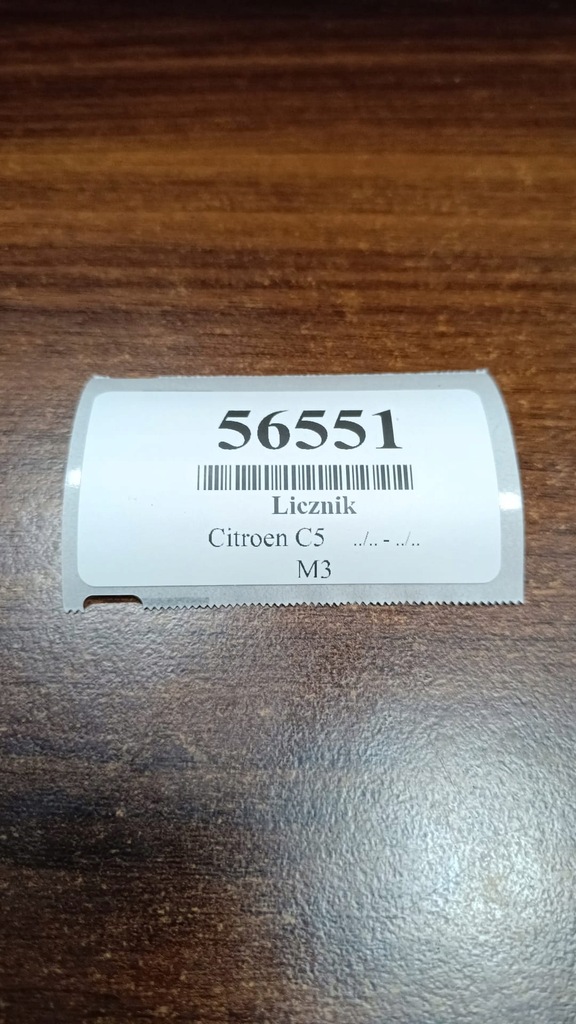 56551
Licznik
Citroen C5 ../.. - ../..
M3